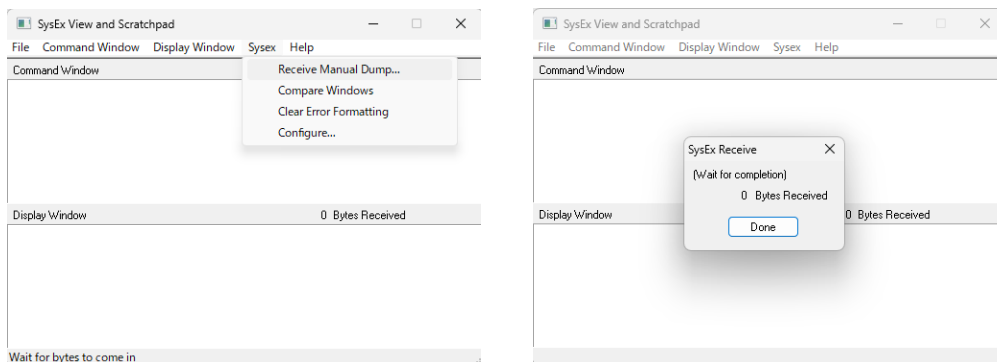 SysEx View and Scratchpad
File Command Window Display Window Sysex Help
Command Window
Receive Manual Dump...
Compare Windows
Clear Error Formatting
Configure...
Display Window 0 Bytes Received
Wait for bytes to come in
SysEx View and Scratchpad
File Command Window Display Window Sysex Help
Command Window
SysEx Receive
(Wait for completion)
0 Bytes Received
Done
Display Window 0 Bytes Received